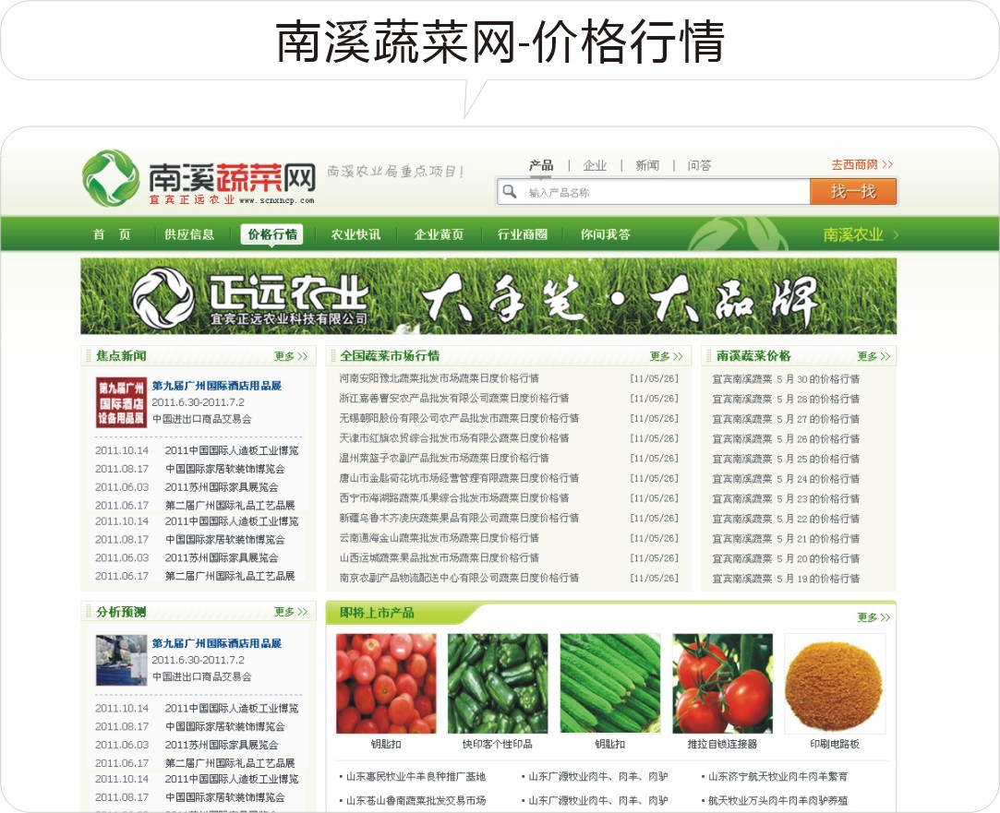 南溪蔬菜网-价格行情
南溪蔬菜网
宜宾正远农业 www.scnxncp.com
南溪农业局重点项目!
产品 | 企业 | 新闻 | 问答
去西商网 >>
输入产品名称
找一找
首 页 供应信息 价格行情 农业快讯 企业黄页 行业商圈 你问我答 南溪农业 >
正远农业
宜宾正远农业科技有限公司
大手笔·大品牌
焦点新闻 更多 >>
第九届广州
国际酒店
设备用品展
第九届广州国际酒店用品展
2011.6.30-2011.7.2
中国进出口商品交易会
2011.10.14 2011中国国际人造板工业博览
2011.08.17 中国国际家居软装饰博览会
2011.06.03 2011苏州国际家具展览会
2011.06.17 第二届广州国际礼品工艺品展
2011.10.14 2011中国国际人造板工业博览
2011.08.17 中国国际家居软装饰博览会
2011.06.03 2011苏州国际家具展览会
2011.06.17 第二届广州国际礼品工艺品展
全国蔬菜市场行情 更多 >>
河南安阳豫北蔬菜批发市场蔬菜日度价格行情 [11/05/26]
浙江嘉善曹安农产品批发有限公司蔬菜日度价格行情 [11/05/26]
无锡朝阳股份有限公司农产品批发市蔬菜日度价格行情 [11/05/26]
天津市红旗农贸综合批发市场有限公蔬菜日度价格行情 [11/05/26]
温州菜篮子农副产品批发市场蔬菜日度价格行情 [11/05/26]
唐山市金匙荷花坑市场经营管理有限蔬菜日度价格行情 [11/05/26]
西宁市海湖路蔬菜瓜果综合批发市场蔬菜日度价格行情 [11/05/26]
新疆乌鲁木齐凌庆蔬菜果品有限公司蔬菜日度价格行情 [11/05/26]
云南通海金山蔬菜批发市场蔬菜日度价格行情 [11/05/26]
山西运城蔬菜果品批发市场蔬菜日度价格行情 [11/05/26]
南京农副产品物流配送中心有限公司蔬菜日度价格行情 [11/05/26]
南溪蔬菜价格 更多 >>
宜宾南溪蔬菜 5 月 30 的价格行情
宜宾南溪蔬菜 5 月 28 的价格行情
宜宾南溪蔬菜 5 月 27 的价格行情
宜宾南溪蔬菜 5 月 26 的价格行情
宜宾南溪蔬菜 5 月 25 的价格行情
宜宾南溪蔬菜 5 月 24 的价格行情
宜宾南溪蔬菜 5 月 23 的价格行情
宜宾南溪蔬菜 5 月 22 的价格行情
宜宾南溪蔬菜 5 月 21 的价格行情
宜宾南溪蔬菜 5 月 20 的价格行情
宜宾南溪蔬菜 5 月 19 的价格行情
分析预测 更多 >>
第九届广州国际酒店用品展
2011.6.30-2011.7.2
中国进出口商品交易会
2011.10.14 2011中国国际人造板工业博览
2011.08.17 中国国际家居软装饰博览会
2011.06.03 2011苏州国际家具展览会
2011.06.17 第二届广州国际礼品工艺品展
2011.10.14 2011中国国际人造板工业博览
2011.08.17 中国国际家居软装饰博览会
即将上市产品 更多 >>
钥匙扣 快印客个性印品 钥匙扣 推拉自锁连接器 印刷电路板
·山东惠民牧业牛羊良种推广基地 ·山东广源牧业肉牛、肉羊、肉驴 ·山东济宁航天牧业肉牛肉羊繁育
·山东苍山鲁南蔬菜批发交易市场 ·山东广源牧业肉牛、肉羊、肉驴 ·航天牧业万头肉牛肉羊肉驴养殖